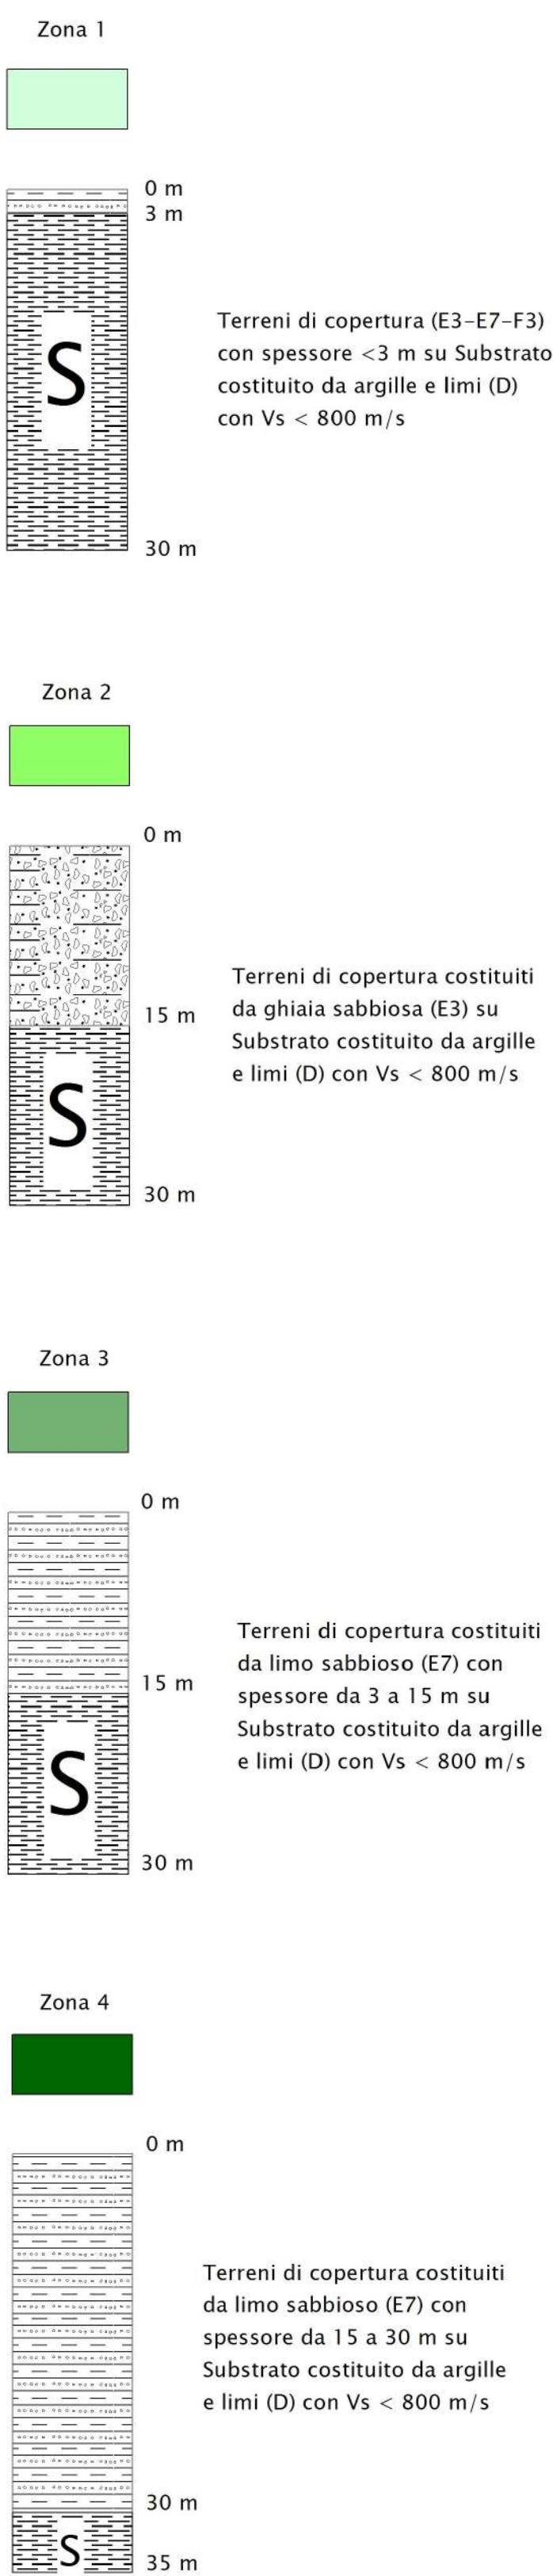 Zona 1
0 m
3 m
Terreni di copertura (E3-E7-F3)
con spessore <3 m su Substrato
costituito da argille e limi (D)
con Vs < 800 m/s
S
30 m
Zona 2
0 m
Terreni di copertura costituiti
da ghiaia sabbiosa (E3) su
Substrato costituito da argille
e limi (D) con Vs < 800 m/s
15 m
S
30 m
Zona 3
0 m
Terreni di copertura costituiti
da limo sabbioso (E7) con
spessore da 3 a 15 m su
Substrato costituito da argille
e limi (D) con Vs < 800 m/s
15 m
S
30 m
Zona 4
0 m
Terreni di copertura costituiti
da limo sabbioso (E7) con
spessore da 15 a 30 m su
Substrato costituito da argille
e limi (D) con Vs < 800 m/s
30 m
S
35 m